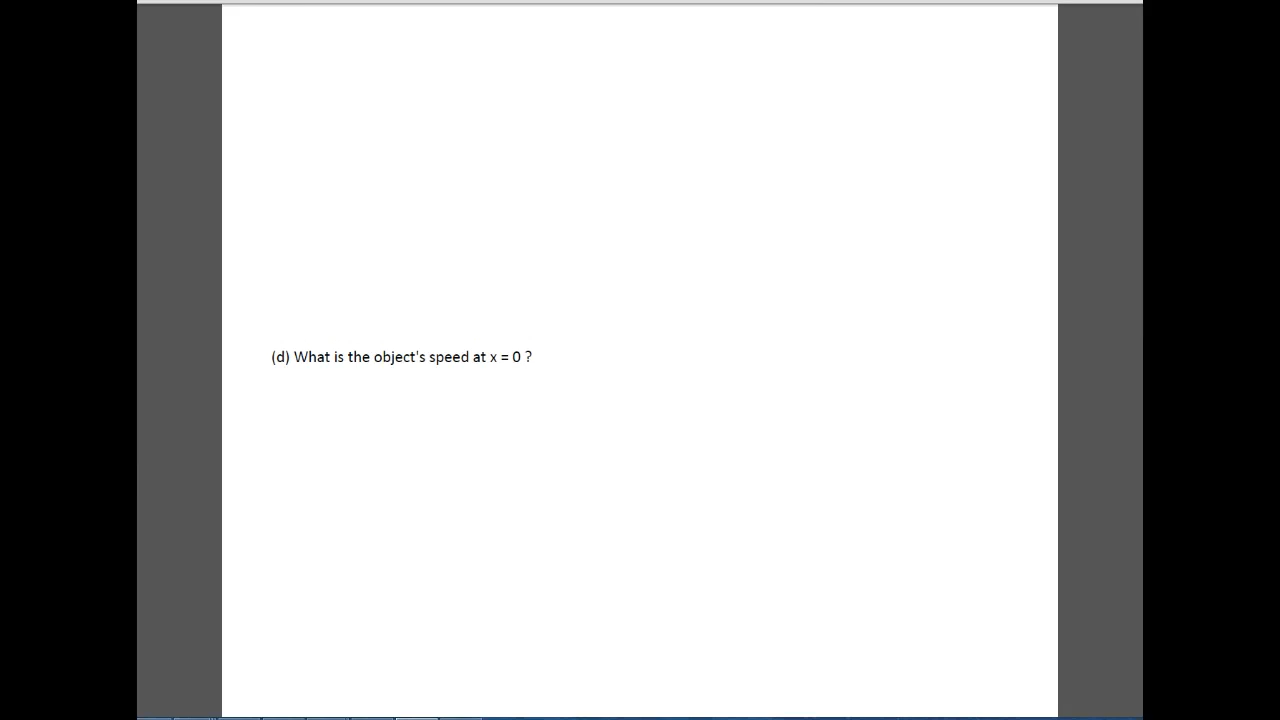 (d) What is the object's speed at x = 0 ?